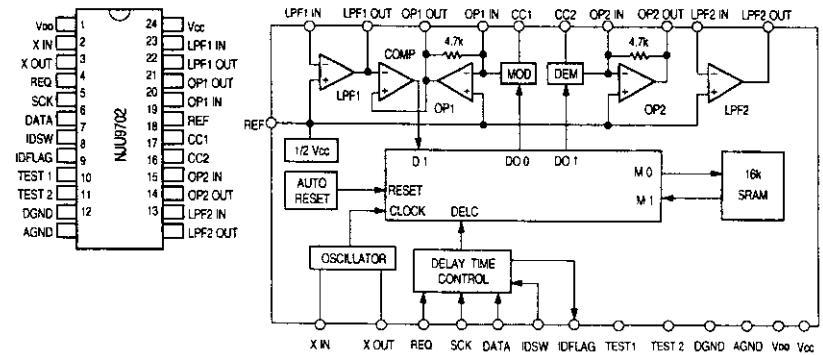 VDD 1 24 VCC
X IN 2 23 LPF1 IN
X OUT 3 22 LPF1 OUT
REQ 4 21 OP1 OUT
SCK 5 20 OP1 IN
DATA 6 19 REF
IDSW 7 18 CC1
IDFLAG 8 17 CC2
TEST 1 9 16 OP2 IN
TEST 2 10 15 OP2 OUT
DGND 11 14 LPF2 IN
AGND 12 13 LPF2 OUT
NJU9702
LPF1 IN LPF1 OUT OP1 OUT OP1 IN CC1 CC2 OP2 IN OP2 OUT LPF2 IN LPF2 OUT
4.7k 4.7k
COMP
MOD DEM
LPF1 OP1 OP2 LPF2
REF
1/2 Vcc
D 1 DO 0 DO 1
M 0
M 1
16k
SRAM
AUTO
RESET
RESET
CLOCK DELC
OSCILLATOR
DELAY TIME
CONTROL
X IN X OUT REQ SCK DATA IDSW IDFLAG TEST1 TEST 2 DGND AGND VDD VCC